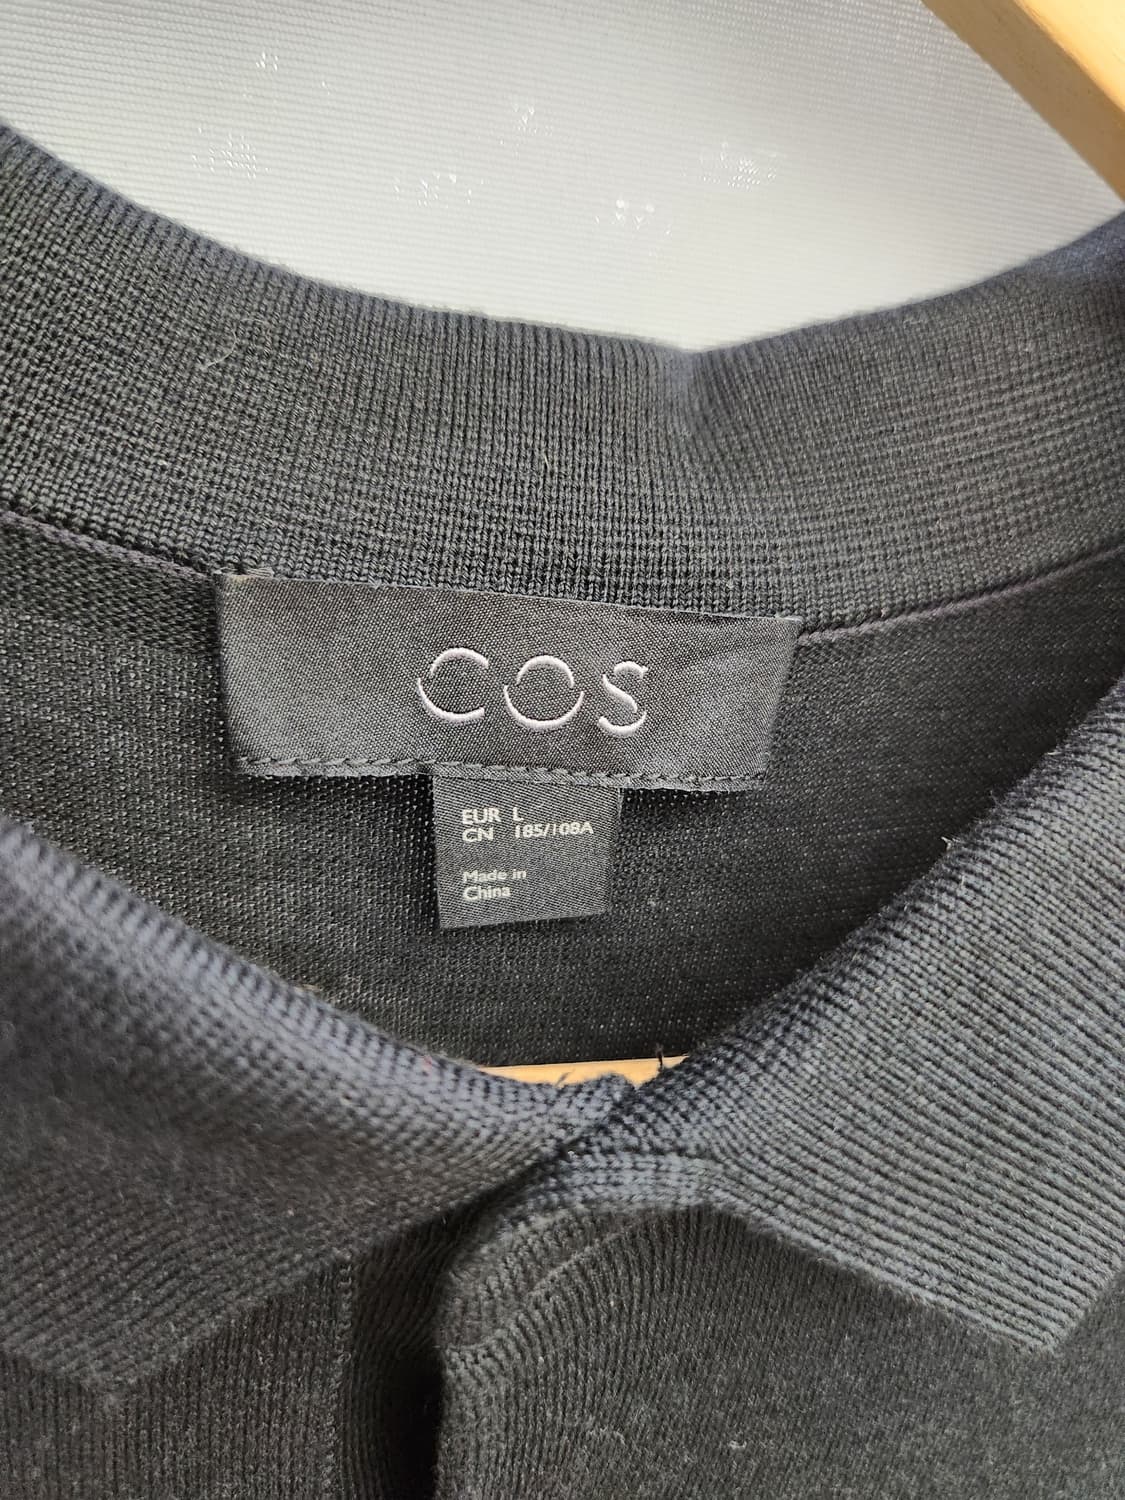 COS
EUR L
CN 185/108A
Made in
China